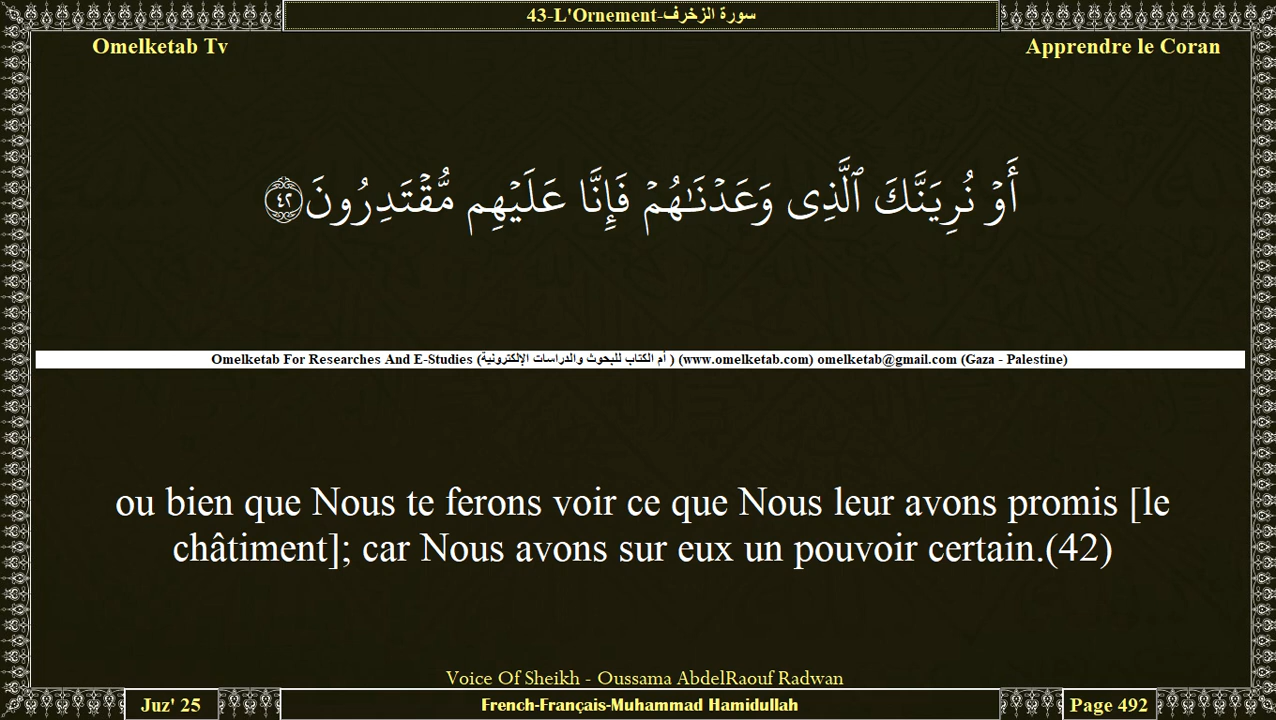 43-L'Ornement-سورة الزخرف
Omelketab Tv
Apprendre le Coran
أَوۡ نُرِيَنَّكَ ٱلَّذِى وَعَدۡنَـٰهُمۡ فَإِنَّا عَلَيۡهِم مُّقۡتَدِرُونَ ٤٢
Omelketab For Researches And E-Studies (أم الكتاب للبحوث والدراسات الإلكترونية ) (www.omelketab.com) omelketab@gmail.com (Gaza - Palestine)
ou bien que Nous te ferons voir ce que Nous leur avons promis [le
châtiment]; car Nous avons sur eux un pouvoir certain.(42)
Voice Of Sheikh - Oussama AbdelRaouf Radwan
Juz' 25
French-Français-Muhammad Hamidullah
Page 492